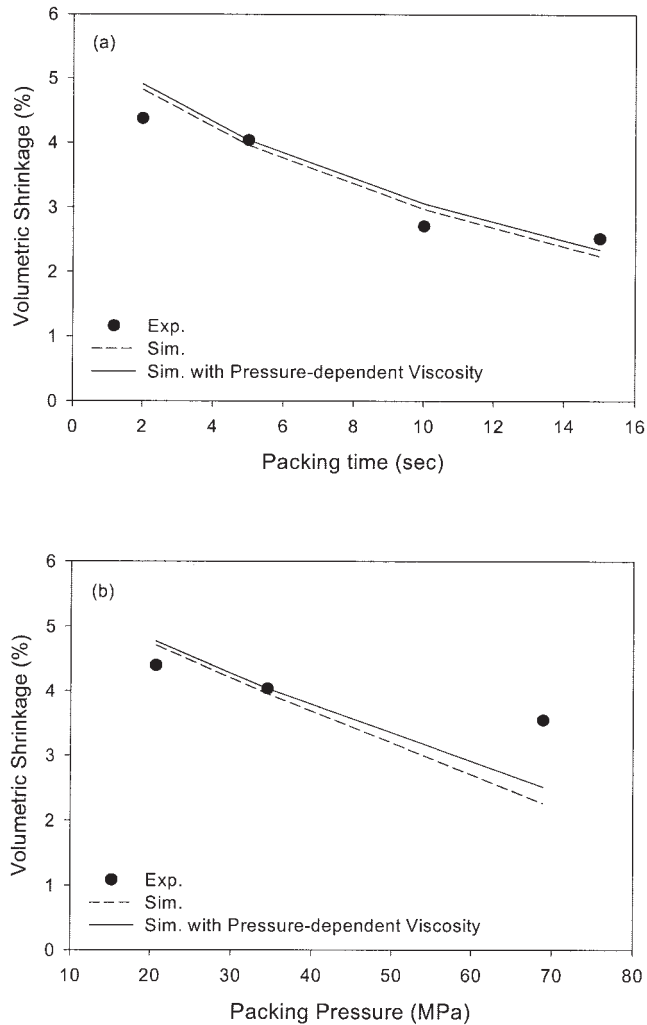 6
(a)
5
4
3
2
1
0
Volumetric Shrinkage (%)
Exp.
Sim.
Sim. with Pressure-dependent Viscosity
0 2 4 6 8 10 12 14 16
Packing time (sec)
6
(b)
5
4
3
2
1
0
Volumetric Shrinkage (%)
Exp.
Sim.
Sim. with Pressure-dependent Viscosity
10 20 30 40 50 60 70 80
Packing Pressure (MPa)